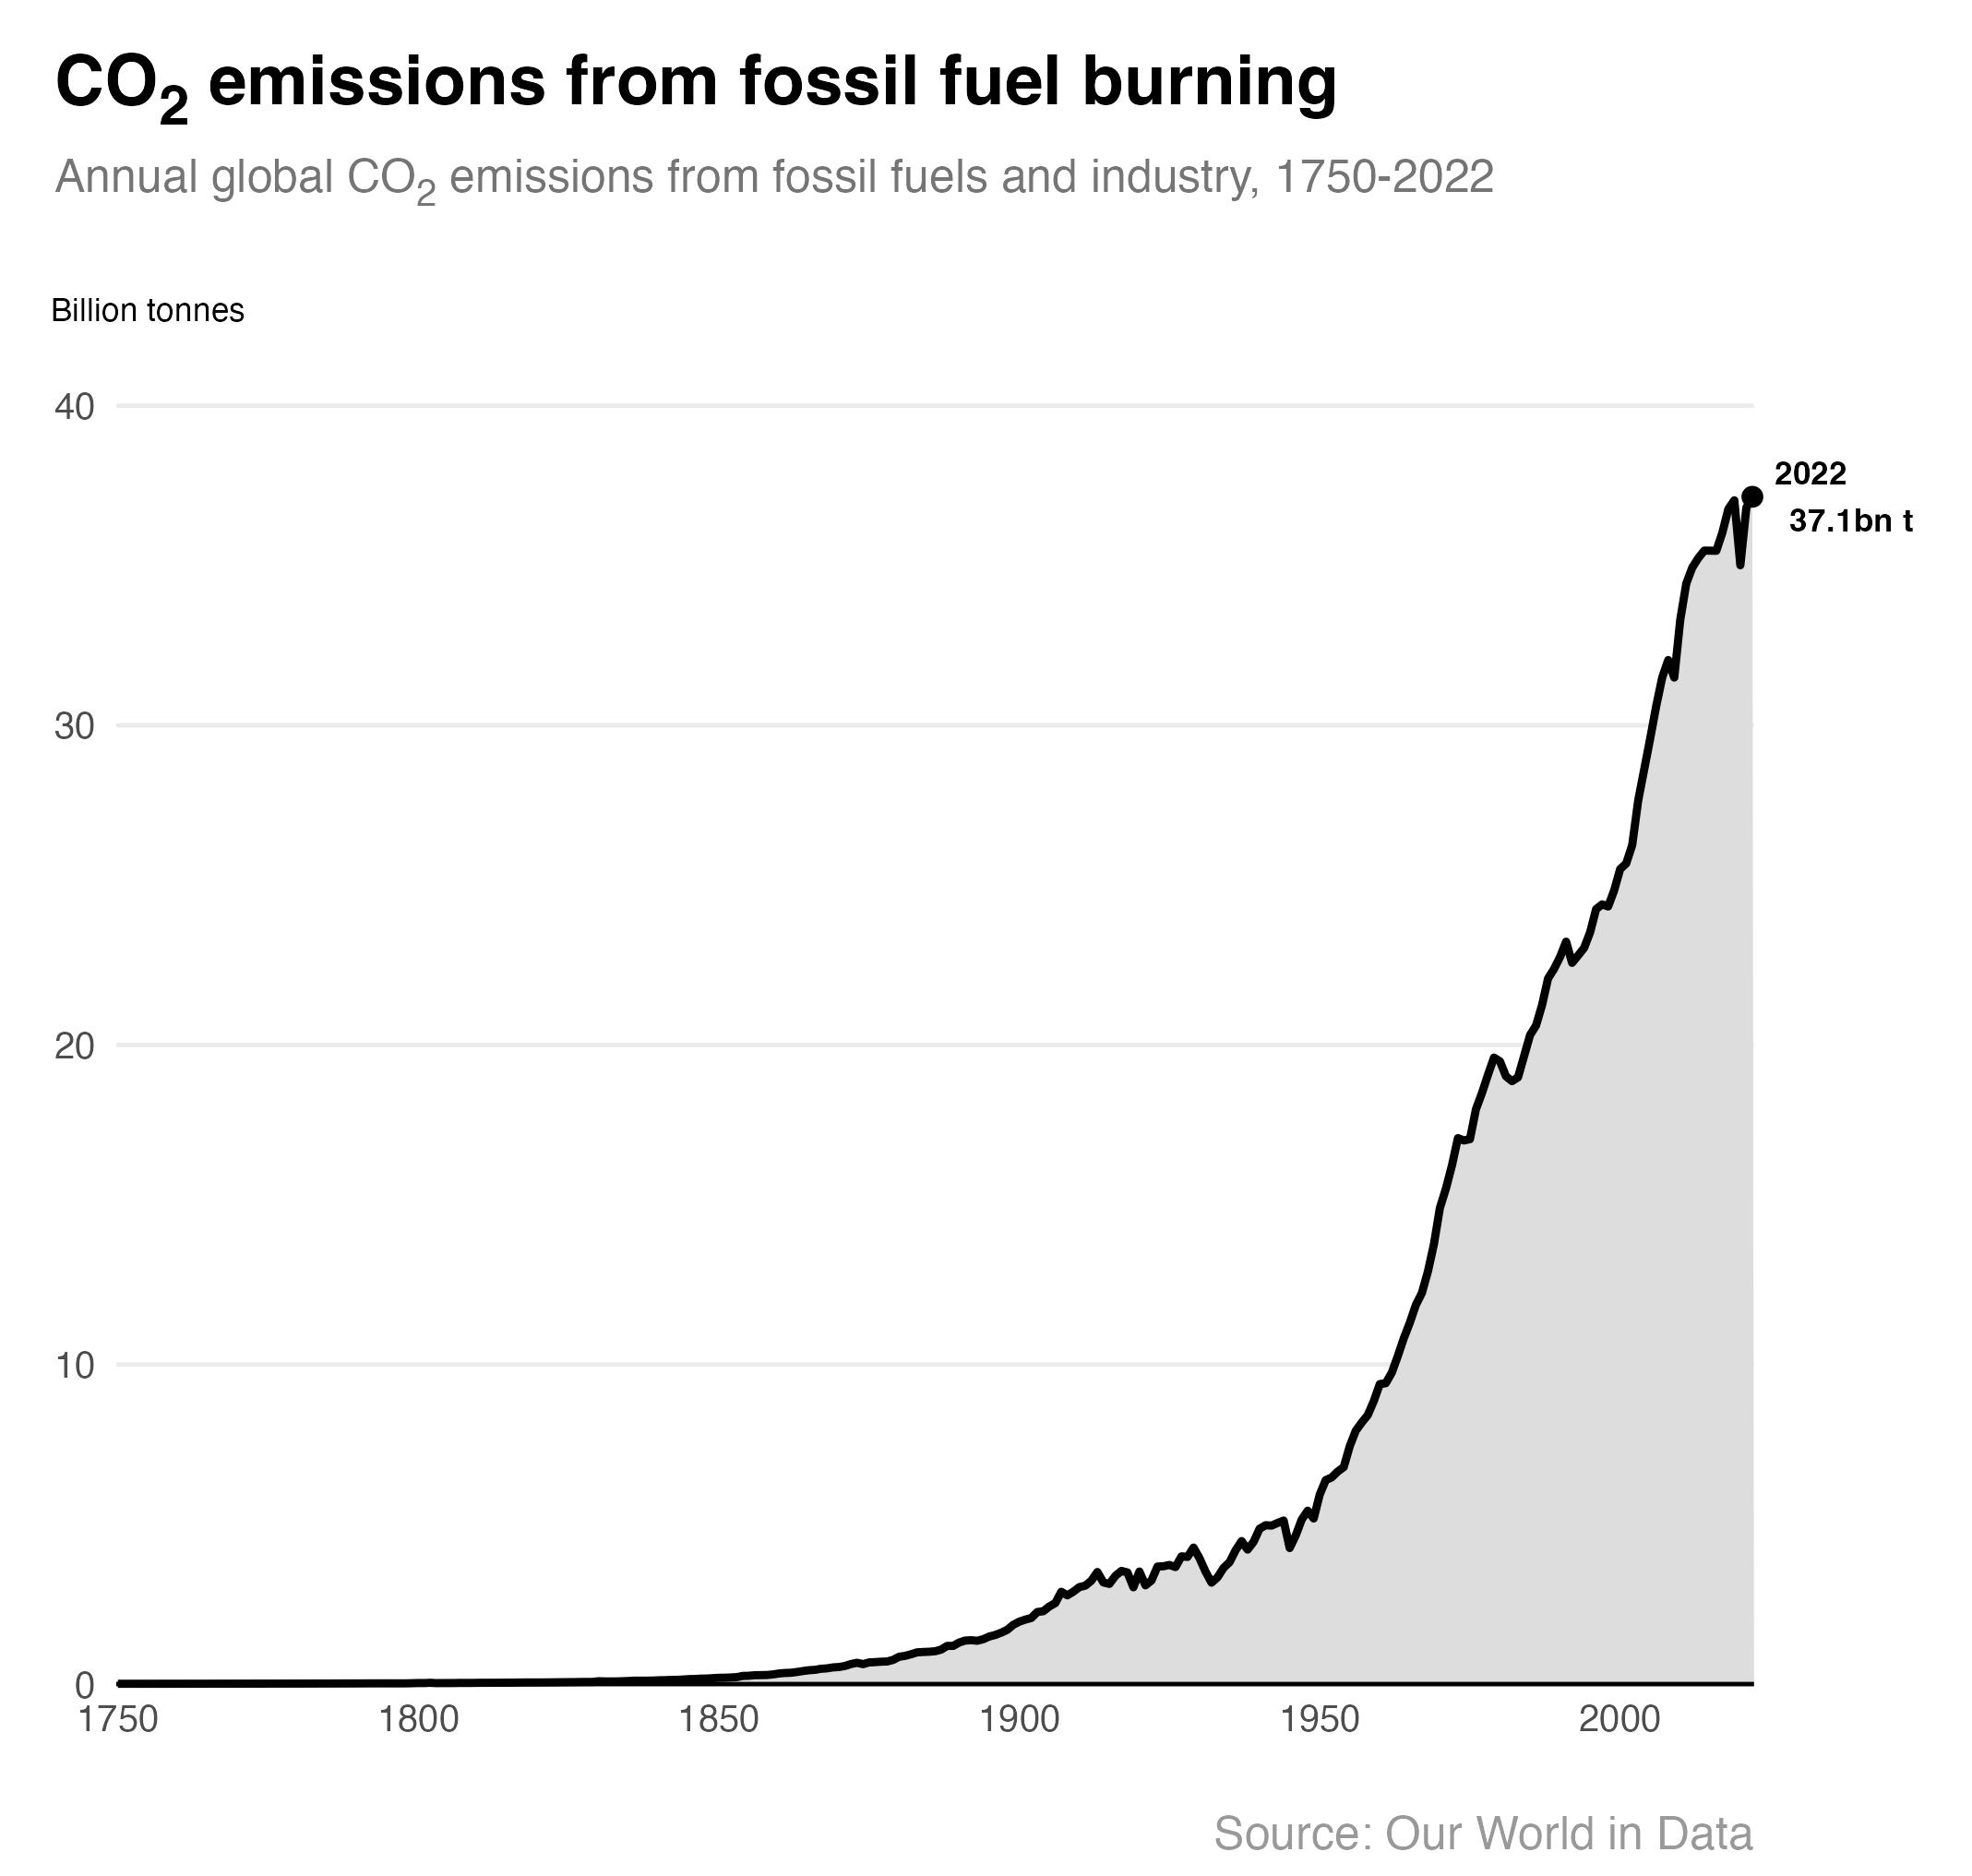 CO₂ emissions from fossil fuel burning
Annual global CO₂ emissions from fossil fuels and industry, 1750-2022
Billion tonnes
40
2022
37.1bn t
30
20
10
0
1750 1800 1850 1900 1950 2000
Source: Our World in Data